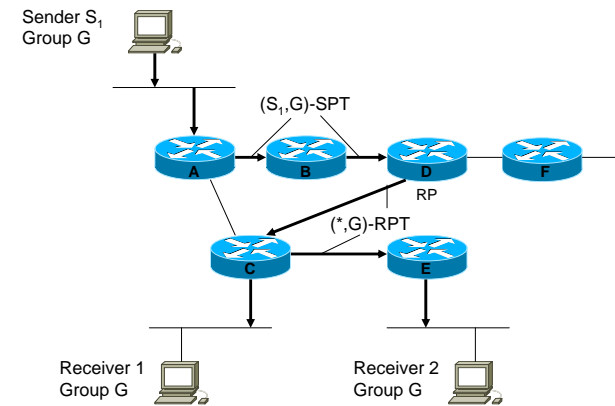 Sender S₁
Group G
(S₁,G)-SPT
A
B
D
F
RP
(*,G)-RPT
C
E
Receiver 1
Group G
Receiver 2
Group G